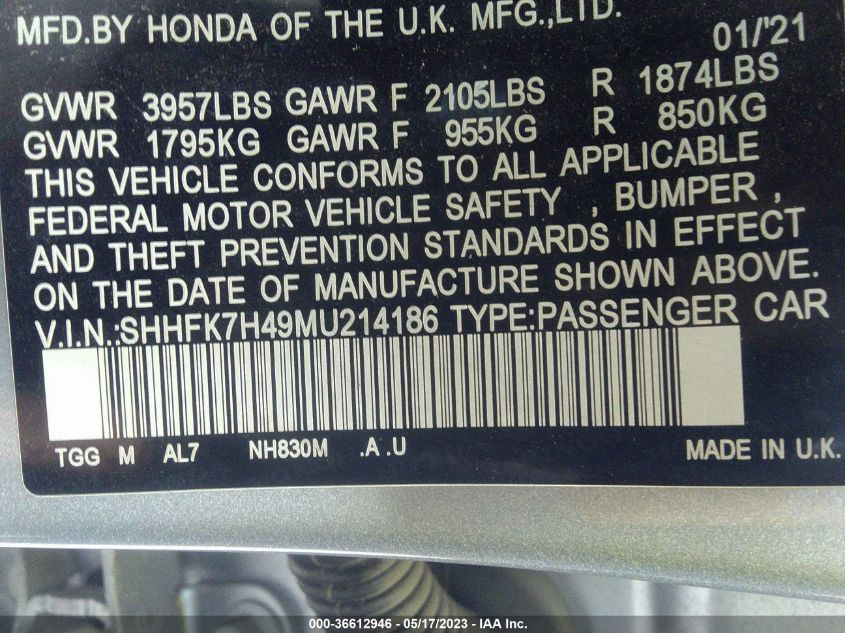 MFD.BY HONDA OF THE U.K. MFG.,LTD. 01/'21
GVWR 3957LBS GAWR F 2105LBS R 1874LBS
GVWR 1795KG GAWR F 955KG R 850KG
THIS VEHICLE CONFORMS TO ALL APPLICABLE
FEDERAL MOTOR VEHICLE SAFETY , BUMPER ,
AND THEFT PREVENTION STANDARDS IN EFFECT
ON THE DATE OF MANUFACTURE SHOWN ABOVE.
V.I.N.:SHHFK7H49MU214186 TYPE:PASSENGER CAR
TGG M AL7 NH830M .A .U MADE IN U.K.
000-36612946 - 05/17/2023 - IAA Inc.